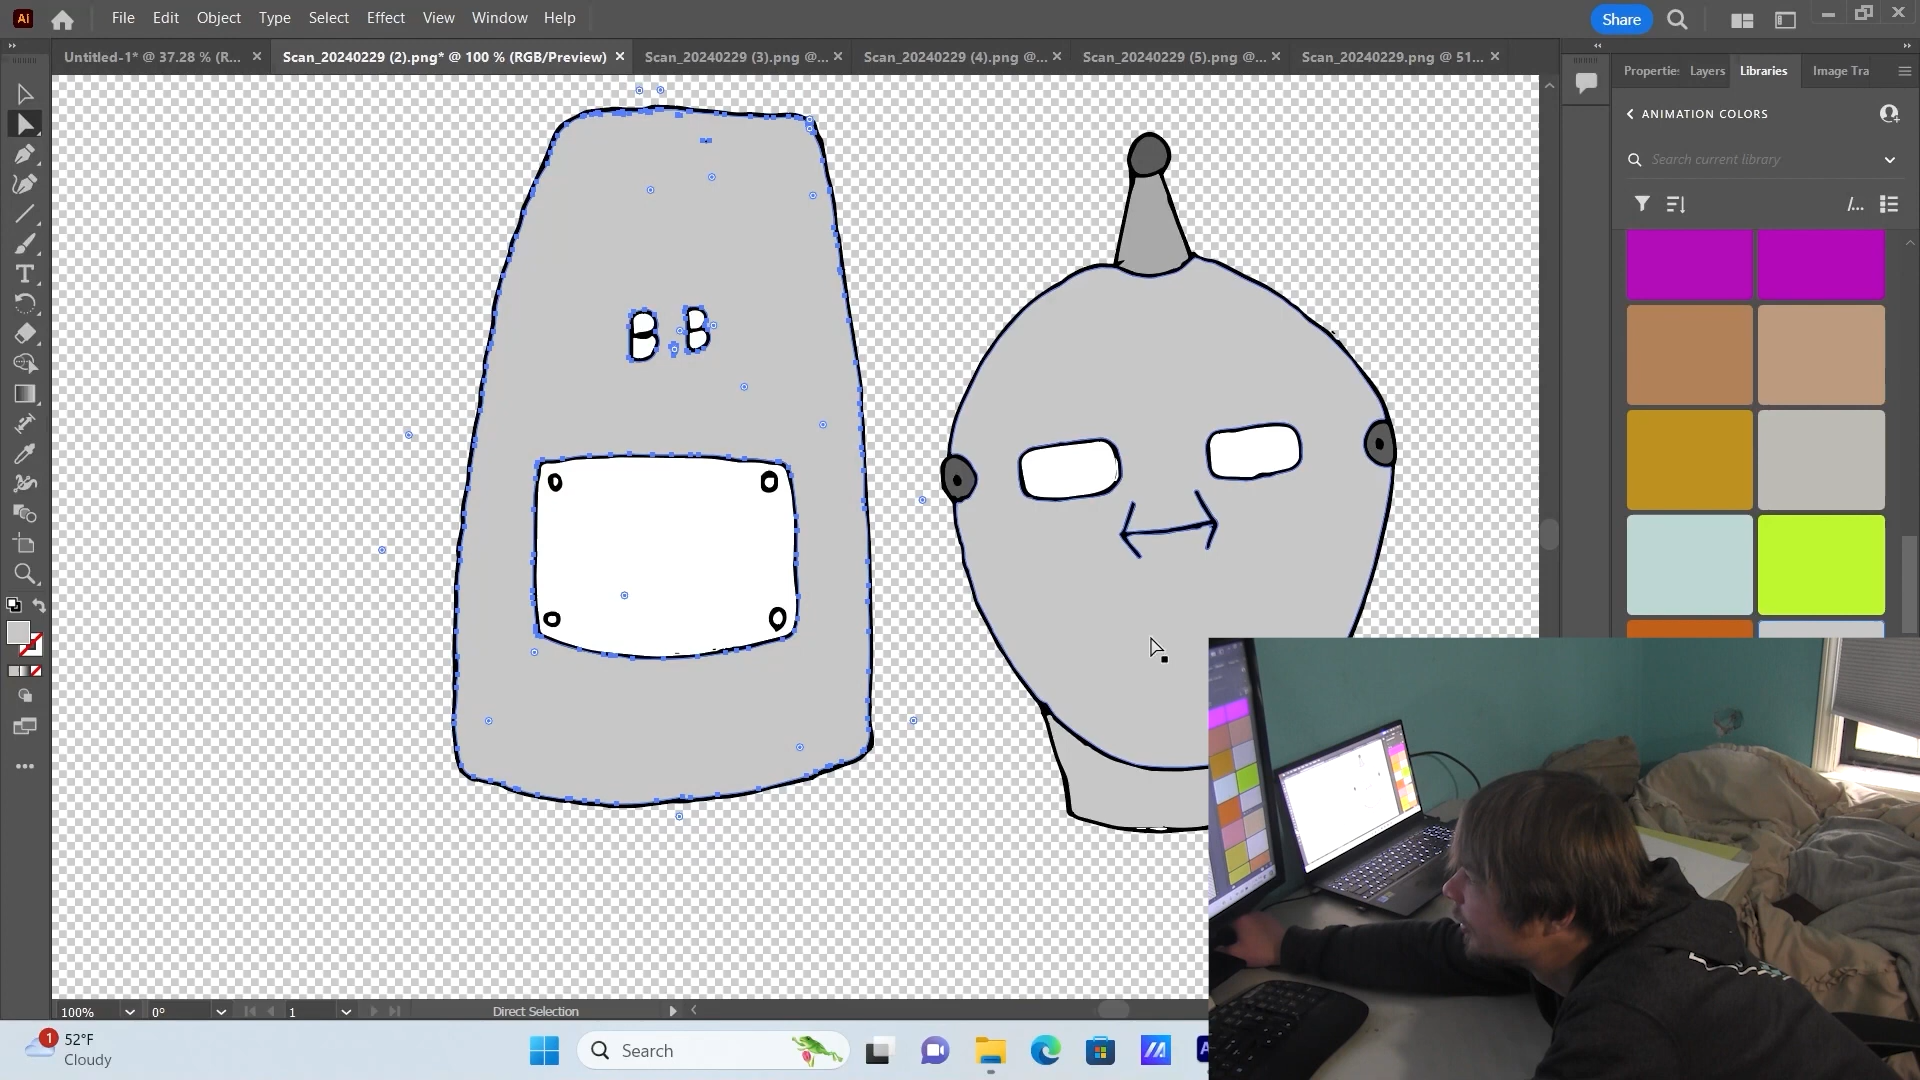 Ai File Edit Object Type Select Effect View Window Help Share
Untitled-1* @ 37.28 % (R... Scan_20240229 (2).png* @ 100 % (RGB/Preview) Scan_20240229 (3).png @... Scan_20240229 (4).png @... Scan_20240229 (5).png @... Scan_20240229.png @ 51...
Properties Layers Libraries Image Tra
ANIMATION COLORS
Search current library
/...
B.B
100% 0° 1 Direct Selection
1 52°F
Cloudy
Search